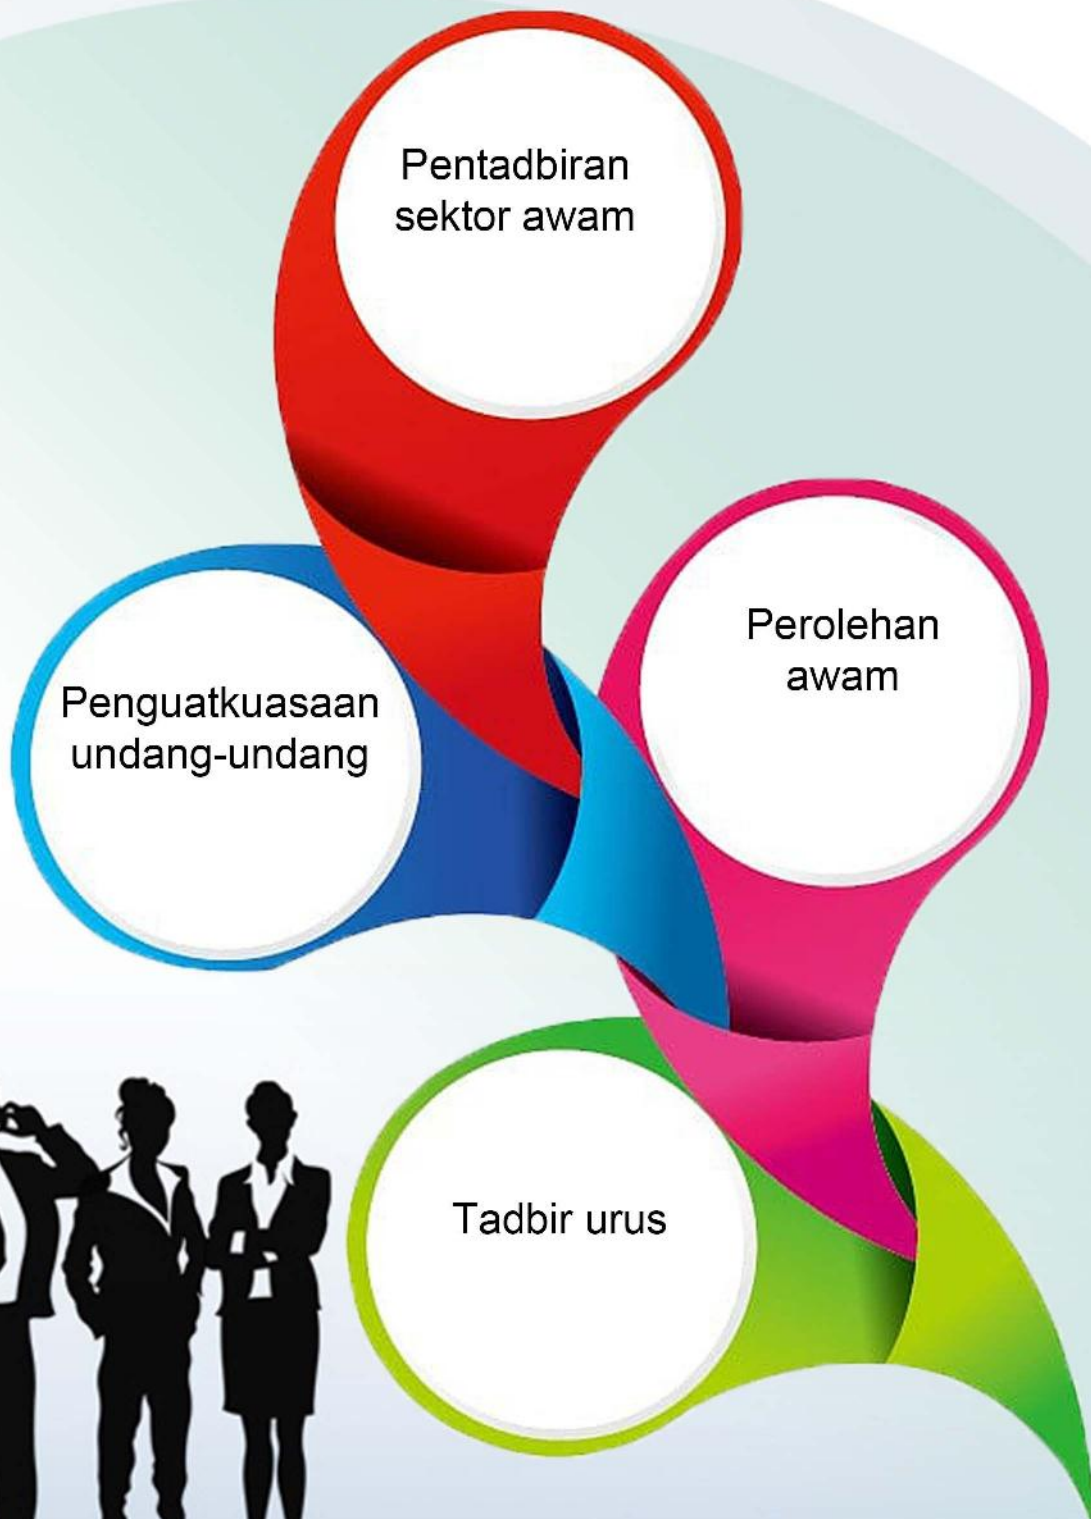 Pentadbiran
sektor awam
Perolehan
awam
Penguatkuasaan
undang-undang
Tadbir urus